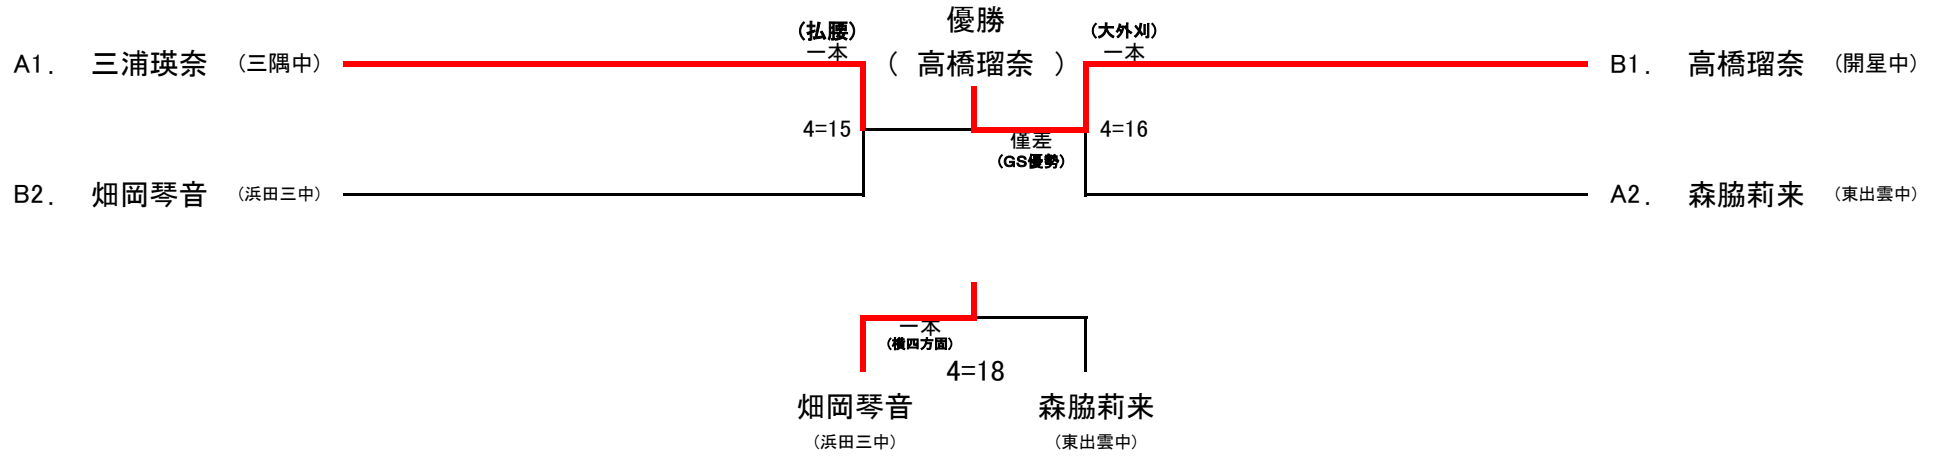 優勝
(払腰)
(大外刈)
一本
一本
A1. 三浦瑛奈 (三隅中)
( 高橋瑠奈 )
B1. 高橋瑠奈 (開星中)
4=15
4=16
僅差
(GS優勢)
B2. 畑岡琴音 (浜田三中)
A2. 森脇莉来 (東出雲中)
一本
(横四方固)
4=18
畑岡琴音
森脇莉来
(浜田三中)
(東出雲中)